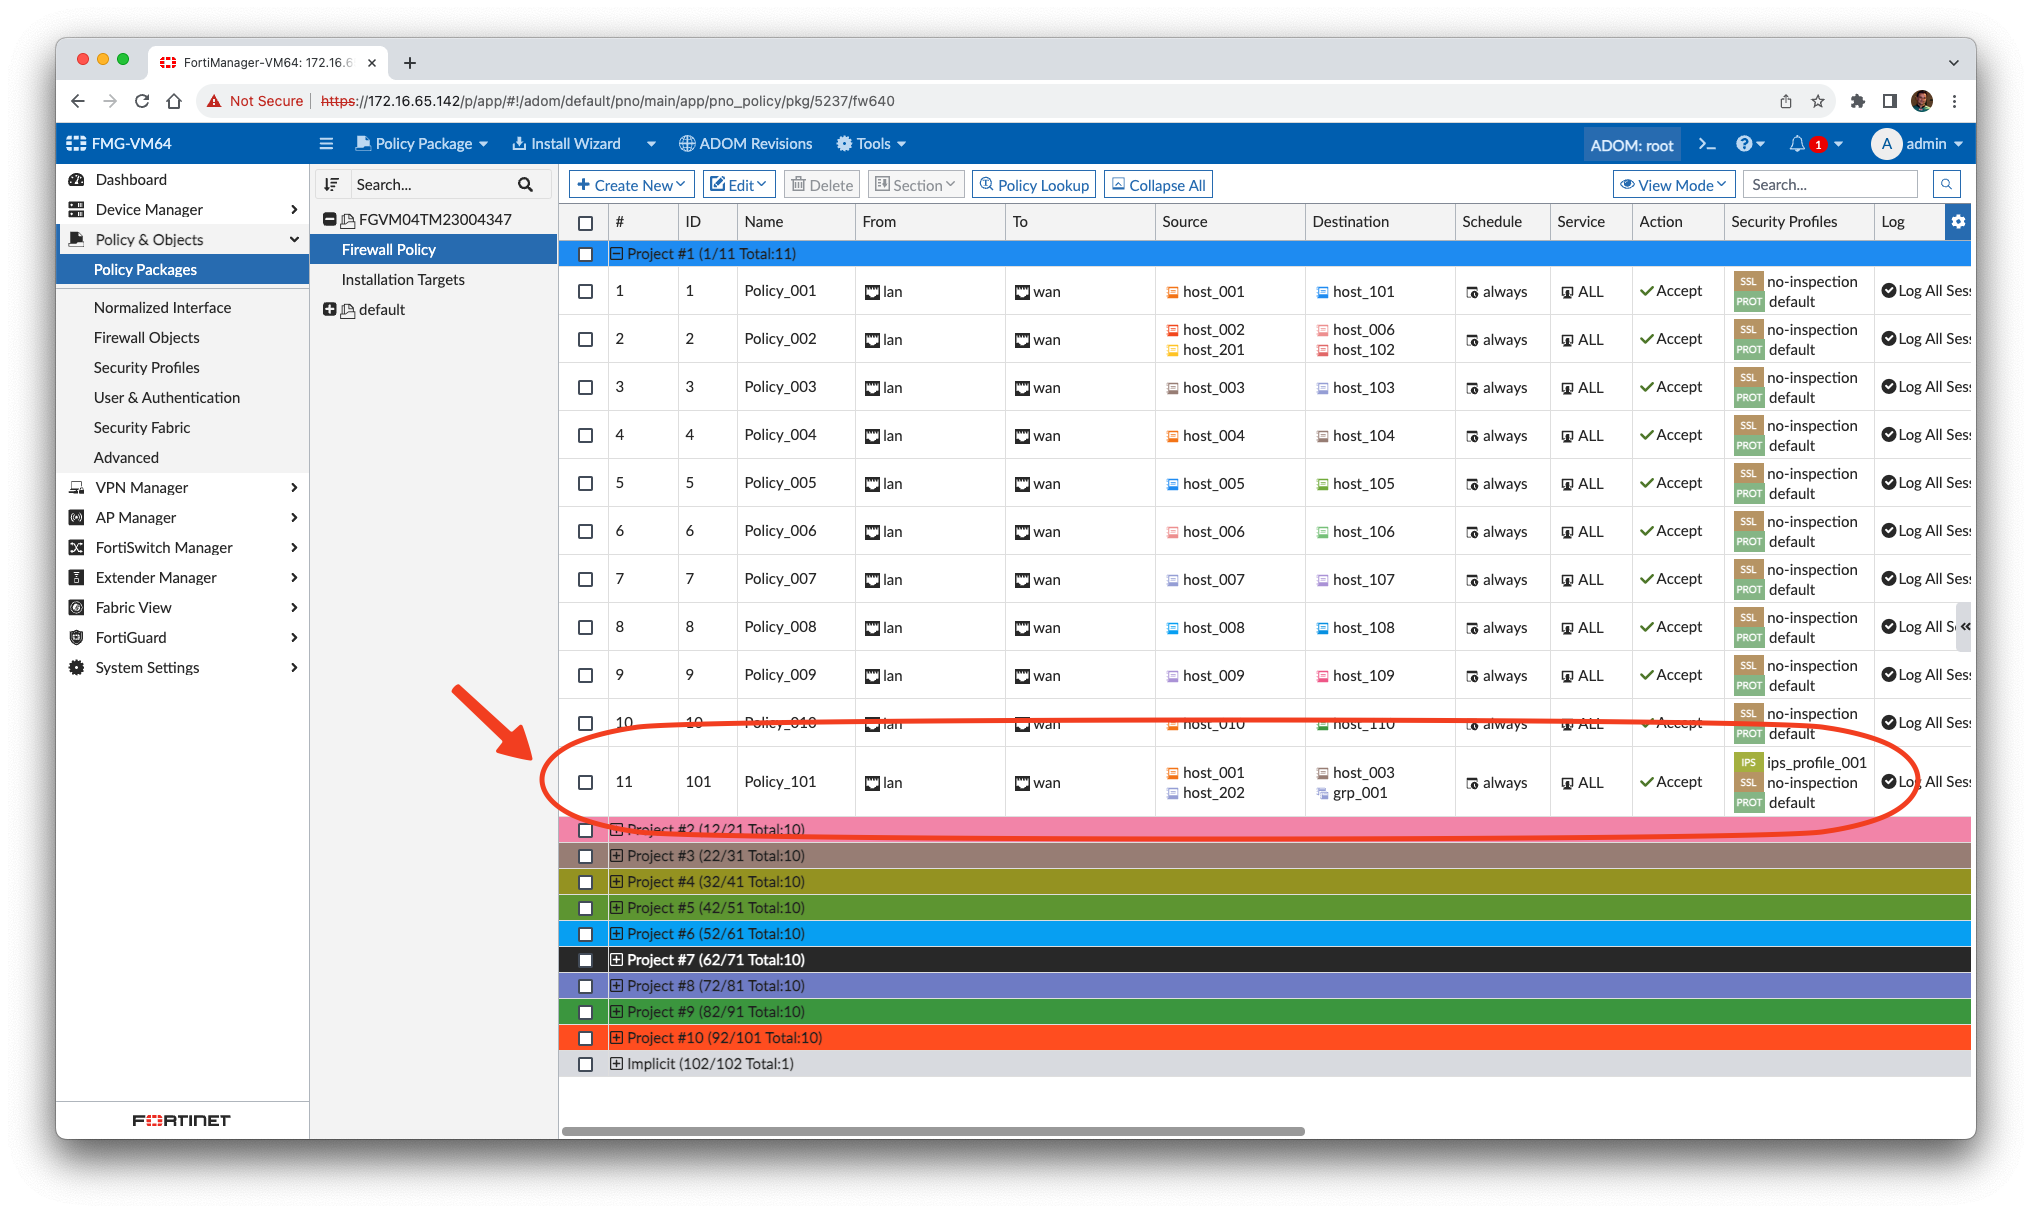 FortiManager-VM64: 172.16.6
Not Secure | https://172.16.65.142/p/app/#!/adom/default/pno/main/app/pno_policy/pkg/5237/fw640
FMG-VM64 Policy Package Install Wizard ADOM Revisions Tools ADOM: root 1 A admin
Dashboard
Device Manager
Policy & Objects
Policy Packages
Normalized Interface
Firewall Objects
Security Profiles
User & Authentication
Security Fabric
Advanced
VPN Manager
AP Manager
FortiSwitch Manager
Extender Manager
Fabric View
FortiGuard
System Settings
FORTINET
Search...
FGVM04TM23004347
Firewall Policy
Installation Targets
default
Create New Edit Delete Section Policy Lookup Collapse All View Mode Search...
# ID Name From To Source Destination Schedule Service Action Security Profiles Log
Project #1 (1/11 Total:11)
1 1 Policy_001 lan wan host_001 host_101 always ALL Accept SSL no-inspection Log All Sess
PROT default
2 2 Policy_002 lan wan host_002 host_006 always ALL Accept SSL no-inspection Log All Sess
host_201 host_102 PROT default
3 3 Policy_003 lan wan host_003 host_103 always ALL Accept SSL no-inspection Log All Sess
PROT default
4 4 Policy_004 lan wan host_004 host_104 always ALL Accept SSL no-inspection Log All Sess
PROT default
5 5 Policy_005 lan wan host_005 host_105 always ALL Accept SSL no-inspection Log All Sess
PROT default
6 6 Policy_006 lan wan host_006 host_106 always ALL Accept SSL no-inspection Log All Sess
PROT default
7 7 Policy_007 lan wan host_007 host_107 always ALL Accept SSL no-inspection Log All Sess
PROT default
8 8 Policy_008 lan wan host_008 host_108 always ALL Accept SSL no-inspection Log All S
PROT default
9 9 Policy_009 lan wan host_009 host_109 always ALL Accept SSL no-inspection Log All Sess
PROT default
10 10 Policy_010 lan wan host_010 host_110 always ALL Accept SSL no-inspection Log All Sess
PROT default
11 101 Policy_101 lan wan host_001 host_003 always ALL Accept IPS ips_profile_001 Log All Sess
host_202 grp_001 SSL no-inspection
PROT default
Project #2 (12/21 Total:10)
Project #3 (22/31 Total:10)
Project #4 (32/41 Total:10)
Project #5 (42/51 Total:10)
Project #6 (52/61 Total:10)
Project #7 (62/71 Total:10)
Project #8 (72/81 Total:10)
Project #9 (82/91 Total:10)
Project #10 (92/101 Total:10)
Implicit (102/102 Total:1)